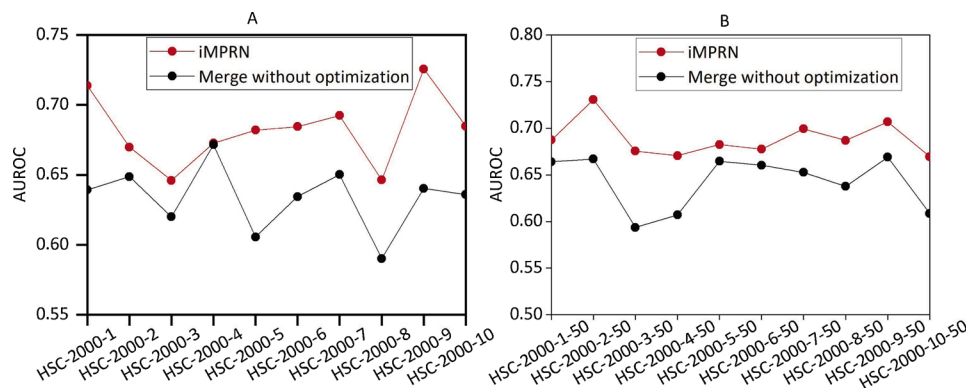 A
0.75
0.70
0.65
0.60
0.55
AUROC
iMPRN
Merge without optimization
HSC-2000-1
HSC-2000-2
HSC-2000-3
HSC-2000-4
HSC-2000-5
HSC-2000-6
HSC-2000-7
HSC-2000-8
HSC-2000-9
HSC-2000-10
B
0.80
0.75
0.70
0.65
0.60
0.55
0.50
AUROC
iMPRN
Merge without optimization
HSC-2000-1-50
HSC-2000-2-50
HSC-2000-3-50
HSC-2000-4-50
HSC-2000-5-50
HSC-2000-6-50
HSC-2000-7-50
HSC-2000-8-50
HSC-2000-9-50
HSC-2000-10-50